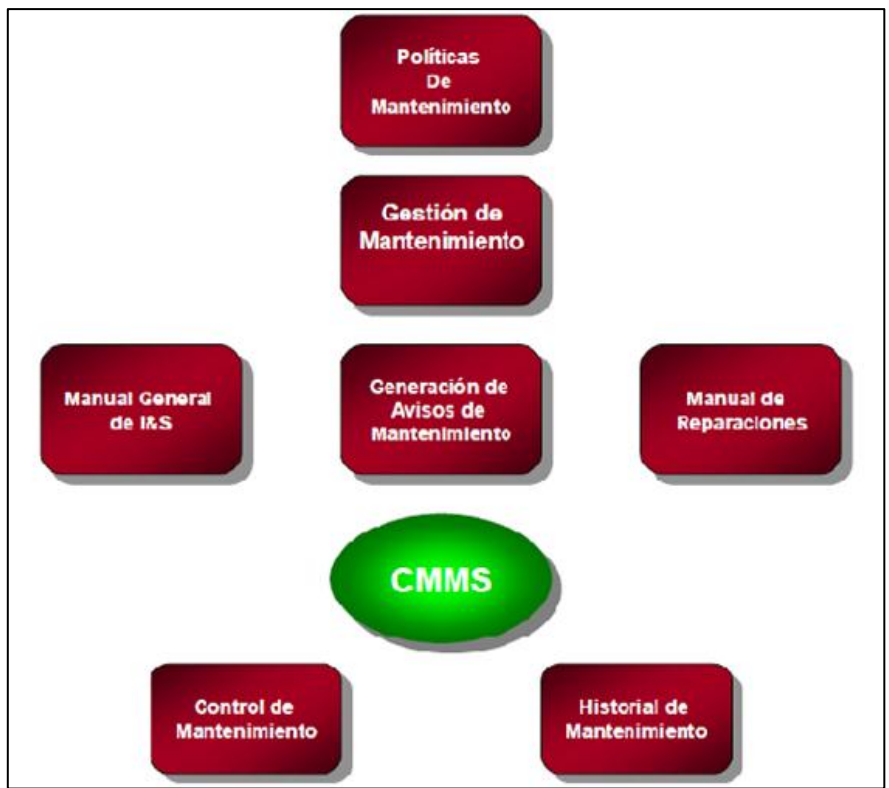 Políticas
De
Mantenimiento
Gestión de
Mantenimiento
Manual General
de I&S
Generación de
Avisos de
Mantenimiento
Manual de
Reparaciones
CMMS
Control de
Mantenimiento
Historial de
Mantenimiento